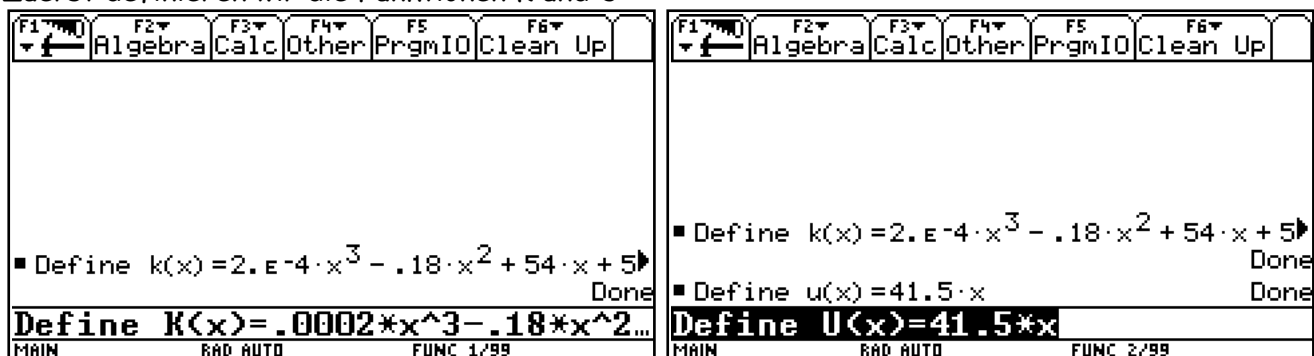 Zuerst definieren wir die Funktionen K und U
F1 F2 Algebra F3 Calc F4 Other F5 PrgmIO F6 Clean Up
Define k(x)=2.ᴇ-4·x³-.18·x²+54·x+5
Done
Define K(x)=.0002*x^3-.18*x^2…
MAIN RAD AUTO FUNC 1/99
F1 F2 Algebra F3 Calc F4 Other F5 PrgmIO F6 Clean Up
Define k(x)=2.ᴇ-4·x³-.18·x²+54·x+5
Done
Define u(x)=41.5·x Done
Define U(x)=41.5*x
MAIN RAD AUTO FUNC 2/99